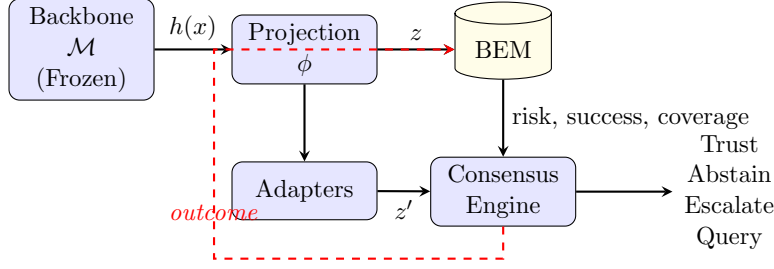 Backbone
ℳ
(Frozen)
h(x)
Projection
ϕ
z
BEM
risk, success, coverage
Adapters
z′
Consensus
Engine
Trust
Abstain
Escalate
Query
outcome